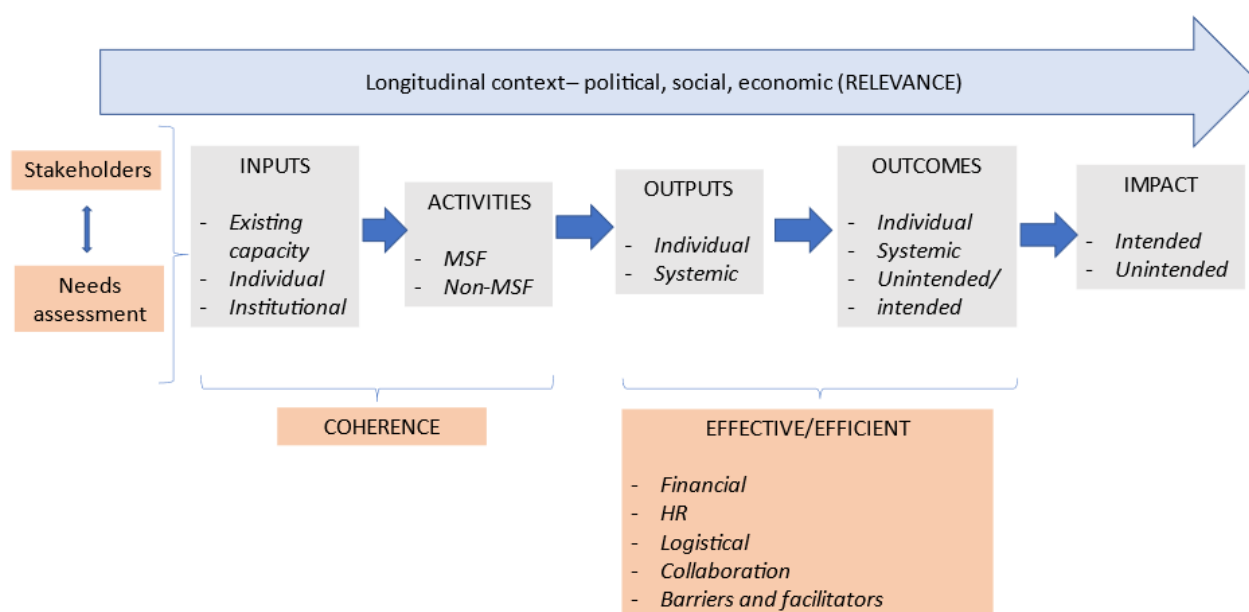 Longitudinal context– political, social, economic (RELEVANCE)
Stakeholders
Needs
assessment
INPUTS
- Existing
capacity
- Individual
- Institutional
ACTIVITIES
- MSF
- Non-MSF
OUTPUTS
- Individual
- Systemic
OUTCOMES
- Individual
- Systemic
- Unintended/
- intended
IMPACT
- Intended
- Unintended
COHERENCE
EFFECTIVE/EFFICIENT
- Financial
- HR
- Logistical
- Collaboration
- Barriers and facilitators